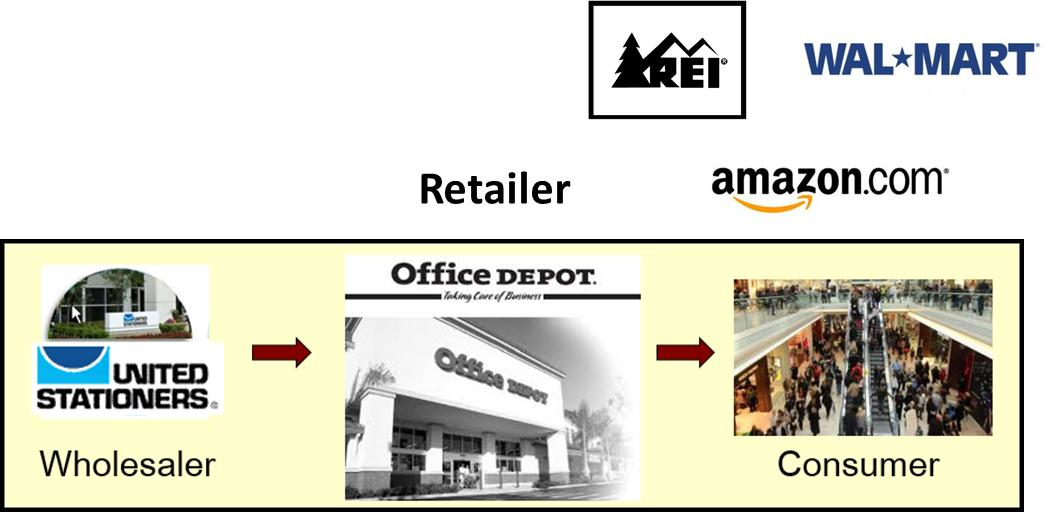 REI®
WAL★MART®
Retailer
amazon.com®
Office DEPOT.
Taking Care of Business
UNITED
STATIONERS®
Office DEPOT
Wholesaler
Consumer